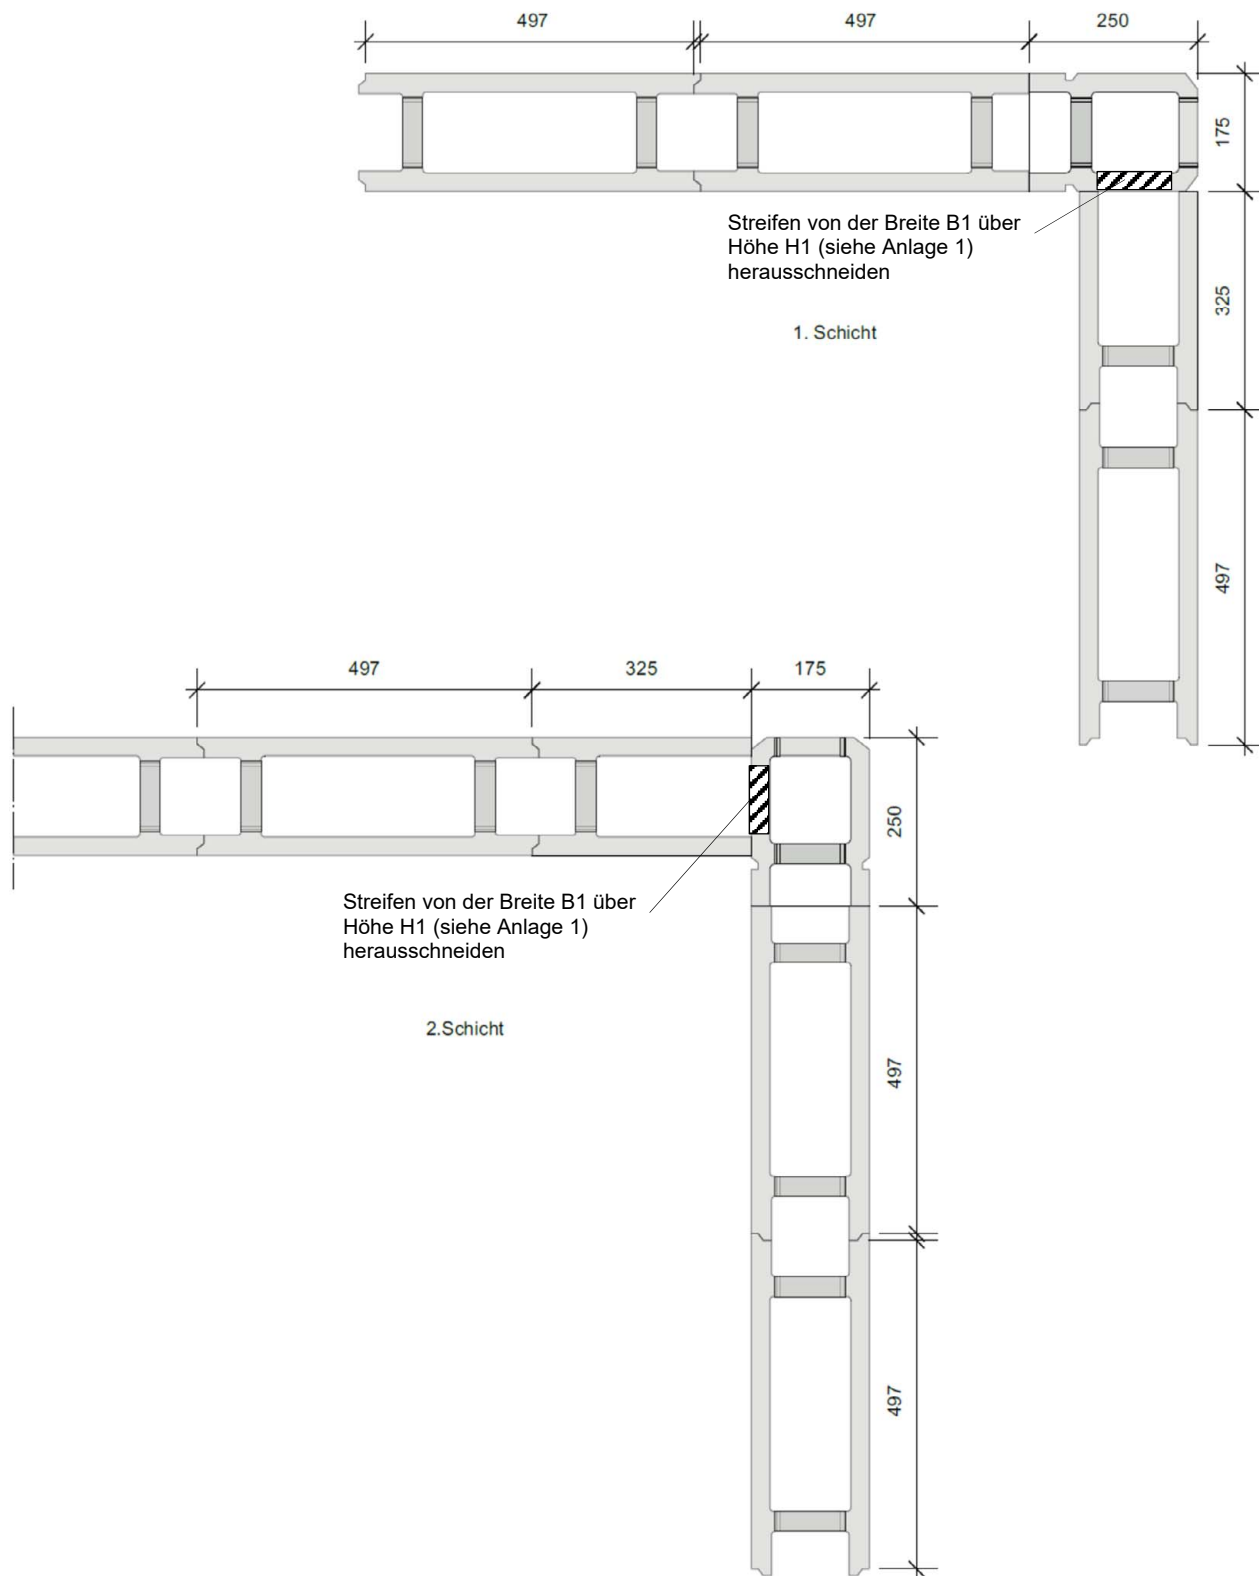 497
497
250
175
Streifen von der Breite B1 über
Höhe H1 (siehe Anlage 1)
herausschneiden
325
1. Schicht
497
497
325
175
250
Streifen von der Breite B1 über
Höhe H1 (siehe Anlage 1)
herausschneiden
2.Schicht
497
497